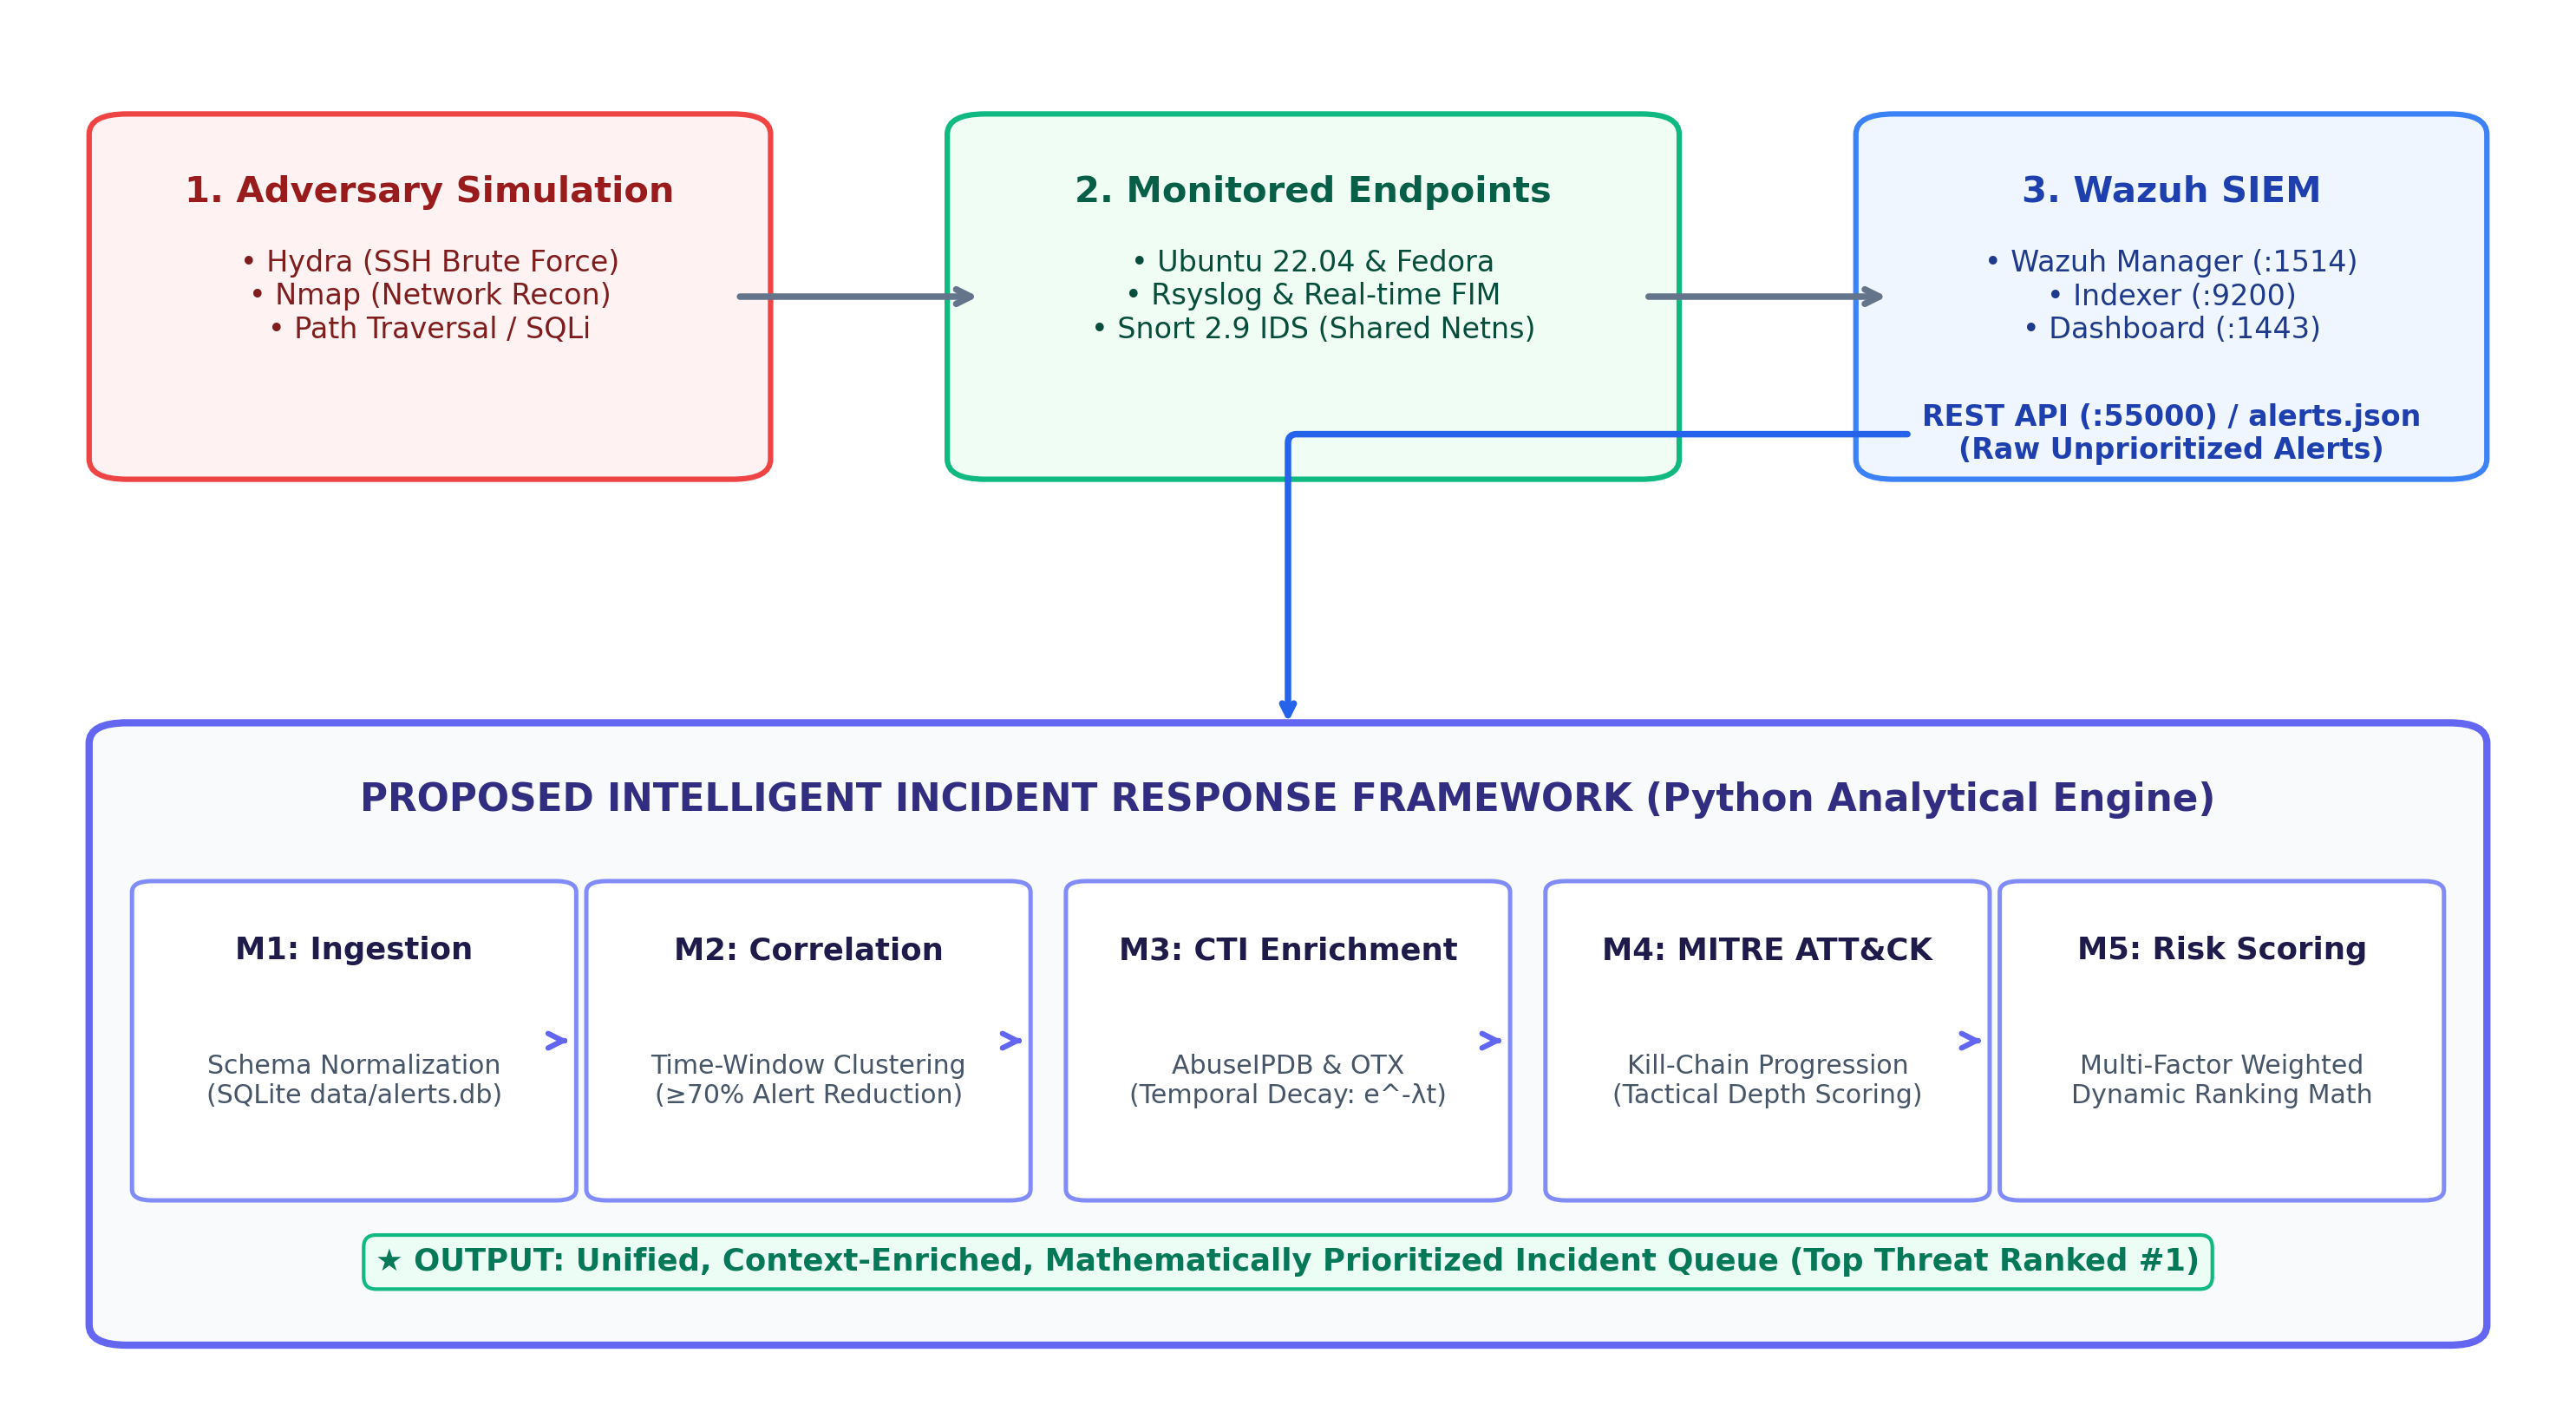 1. Adversary Simulation
• Hydra (SSH Brute Force)
• Nmap (Network Recon)
• Path Traversal / SQLi
2. Monitored Endpoints
• Ubuntu 22.04 & Fedora
• Rsyslog & Real-time FIM
• Snort 2.9 IDS (Shared Netns)
3. Wazuh SIEM
• Wazuh Manager (:1514)
• Indexer (:9200)
• Dashboard (:1443)
REST API (:55000) / alerts.json
(Raw Unprioritized Alerts)
PROPOSED INTELLIGENT INCIDENT RESPONSE FRAMEWORK (Python Analytical Engine)
M1: Ingestion
Schema Normalization
(SQLite data/alerts.db)
M2: Correlation
Time-Window Clustering
(≥70% Alert Reduction)
M3: CTI Enrichment
AbuseIPDB & OTX
(Temporal Decay: e^-λt)
M4: MITRE ATT&CK
Kill-Chain Progression
(Tactical Depth Scoring)
M5: Risk Scoring
Multi-Factor Weighted
Dynamic Ranking Math
★ OUTPUT: Unified, Context-Enriched, Mathematically Prioritized Incident Queue (Top Threat Ranked #1)